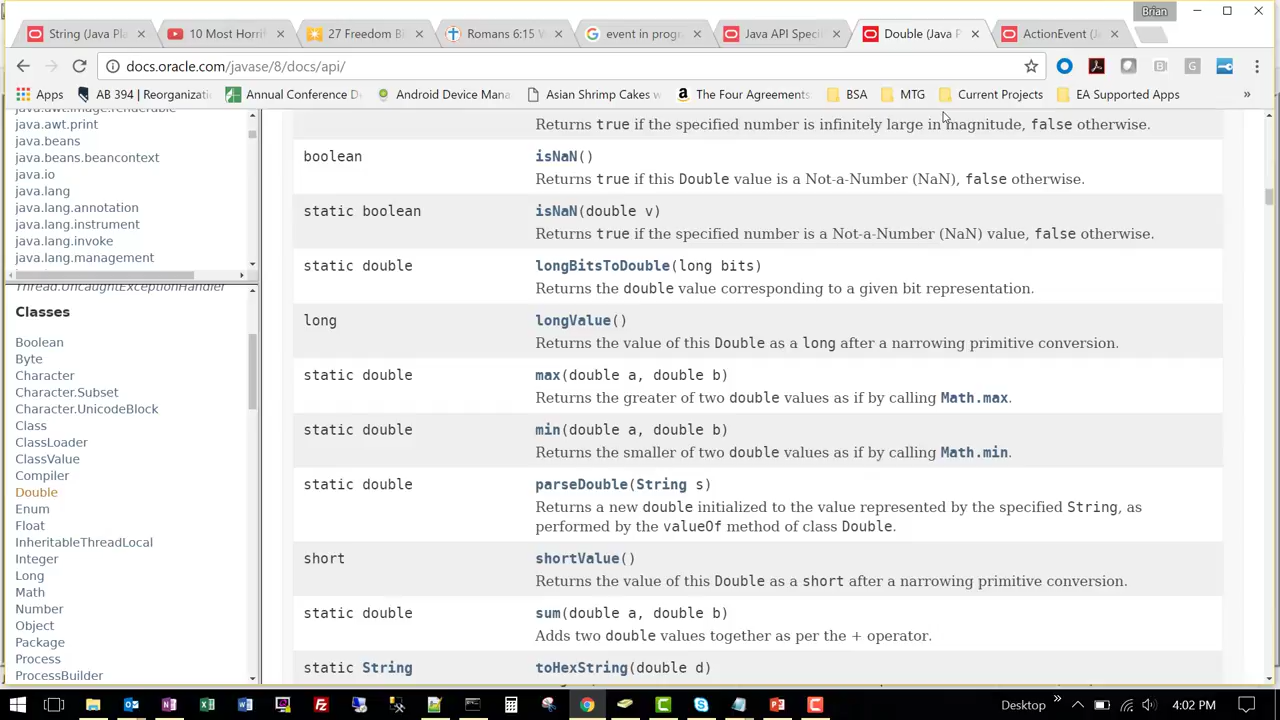 Brian
String (Java Pla
10 Most Horri
27 Freedom B
Romans 6:15 V
event in progr
Java API Speci
Double (Java P
ActionEvent (J
docs.oracle.com/javase/8/docs/api/
Apps
AB 394 | Reorganizati
Annual Conference D
Android Device Mana
Asian Shrimp Cakes w
The Four Agreements
BSA
MTG
Current Projects
EA Supported Apps
»
java.awt.image.renderable
java.awt.print
java.beans
java.beans.beancontext
java.io
java.lang
java.lang.annotation
java.lang.instrument
java.lang.invoke
java.lang.management
Thread.UncaughtExceptionHandler
Classes
Boolean
Byte
Character
Character.Subset
Character.UnicodeBlock
Class
ClassLoader
ClassValue
Compiler
Double
Enum
Float
InheritableThreadLocal
Integer
Long
Math
Number
Object
Package
Process
ProcessBuilder
Returns true if the specified number is infinitely large in magnitude, false otherwise.
boolean isNaN()
Returns true if this Double value is a Not-a-Number (NaN), false otherwise.
static boolean isNaN(double v)
Returns true if the specified number is a Not-a-Number (NaN) value, false otherwise.
static double longBitsToDouble(long bits)
Returns the double value corresponding to a given bit representation.
long longValue()
Returns the value of this Double as a long after a narrowing primitive conversion.
static double max(double a, double b)
Returns the greater of two double values as if by calling Math.max.
static double min(double a, double b)
Returns the smaller of two double values as if by calling Math.min.
static double parseDouble(String s)
Returns a new double initialized to the value represented by the specified String, as
performed by the valueOf method of class Double.
short shortValue()
Returns the value of this Double as a short after a narrowing primitive conversion.
static double sum(double a, double b)
Adds two double values together as per the + operator.
static String toHexString(double d)
Desktop
»
4:02 PM